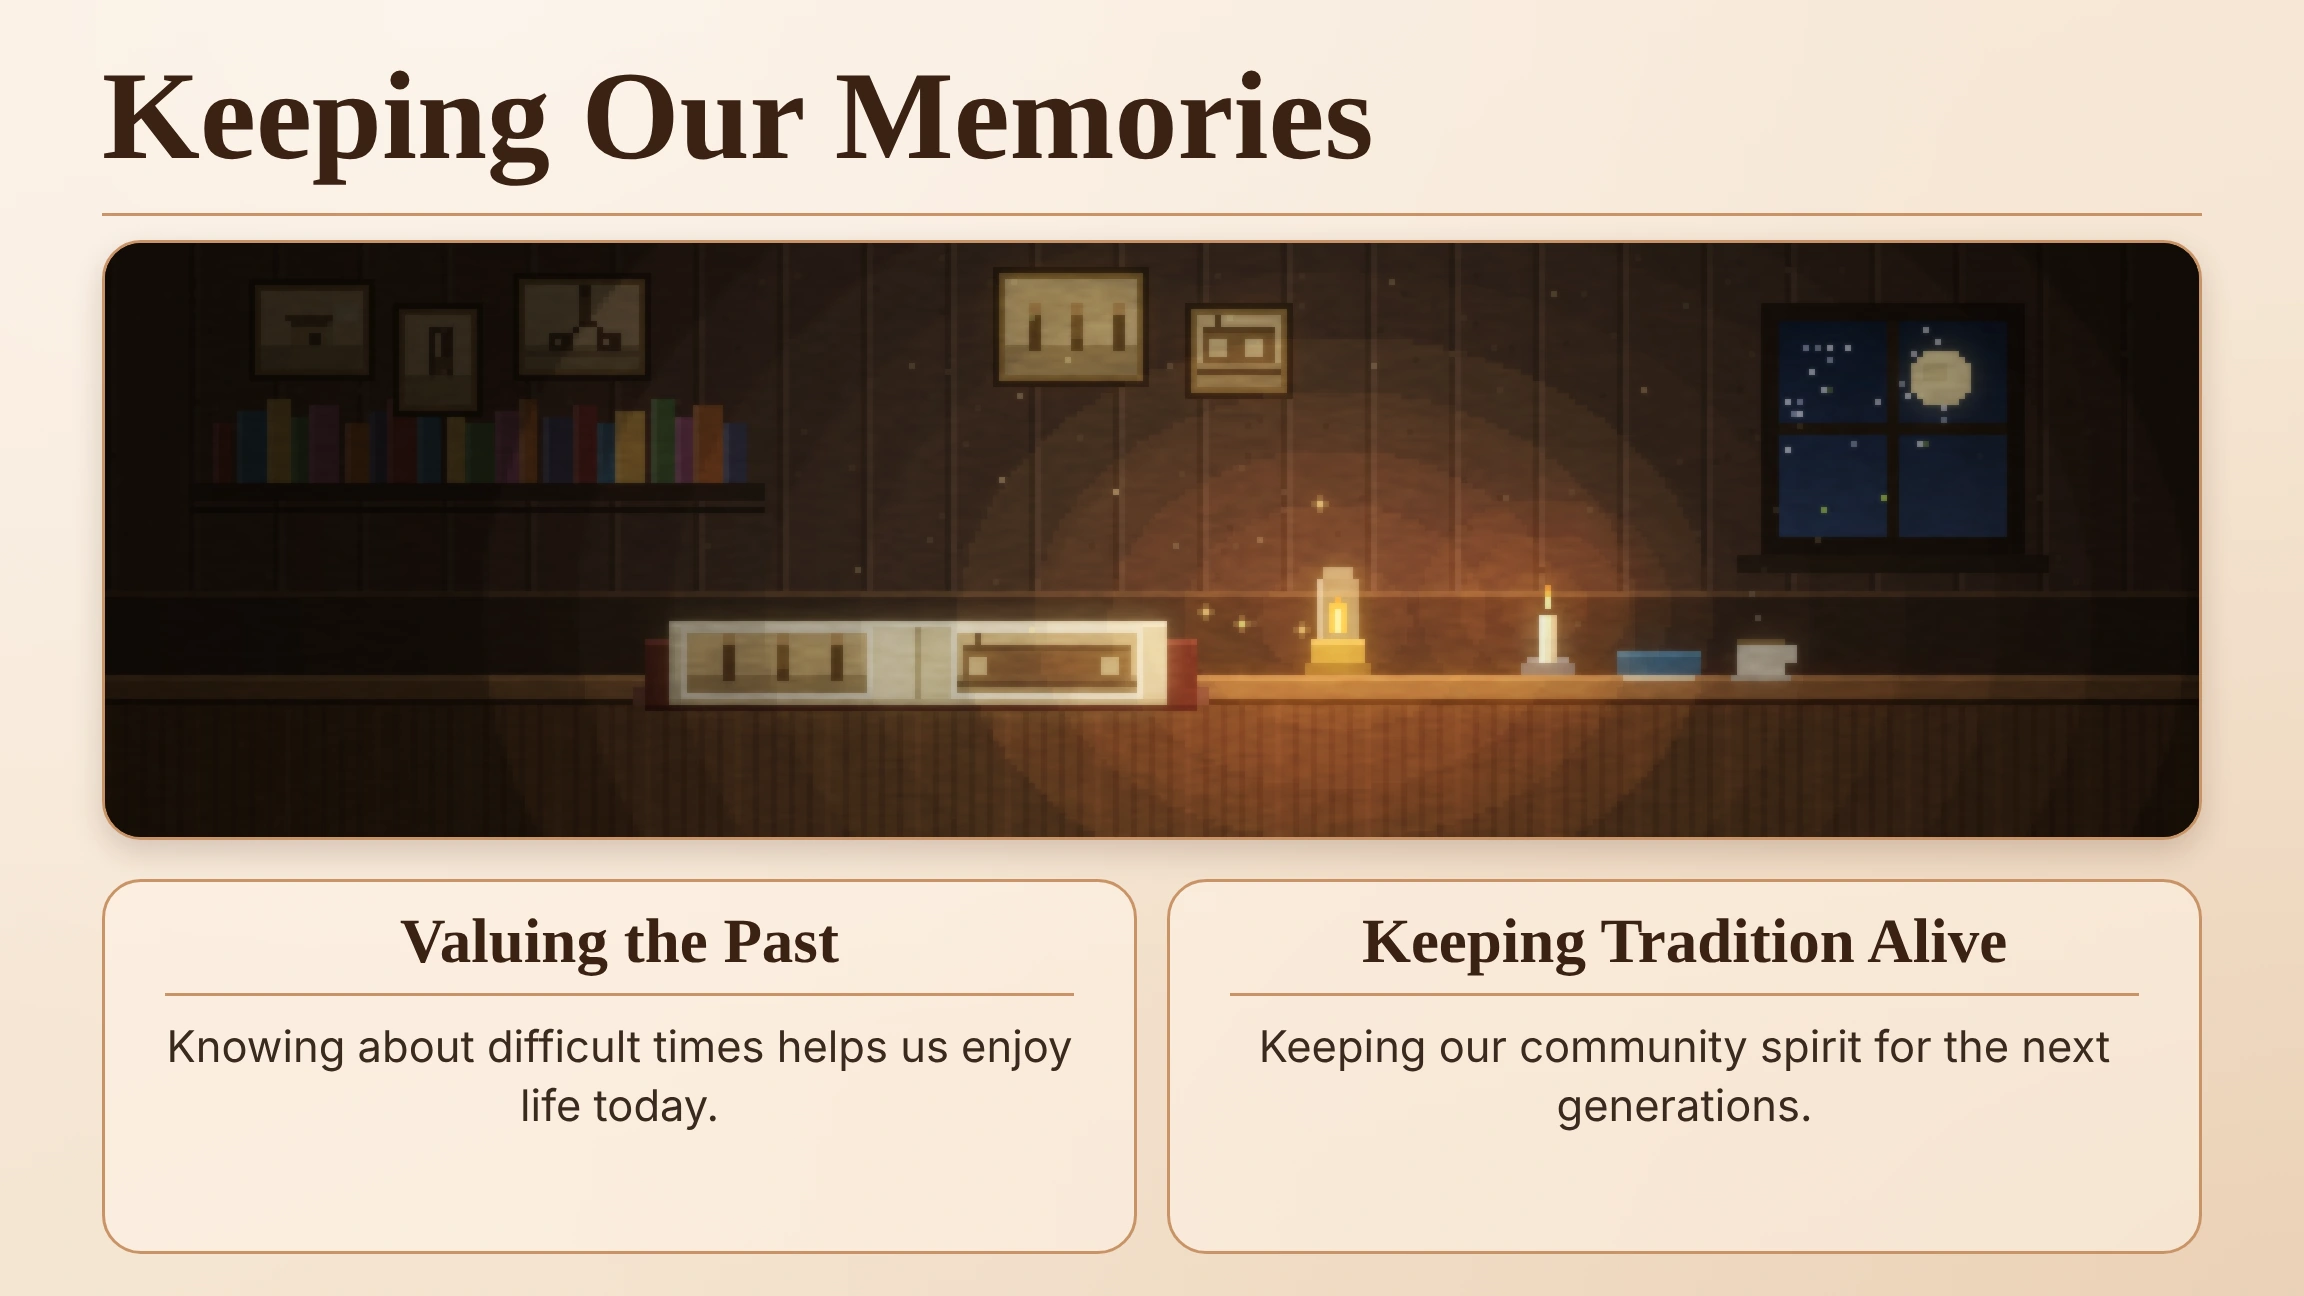 Keeping Our Memories
Valuing the Past
Knowing about difficult times helps us enjoy
life today.
Keeping Tradition Alive
Keeping our community spirit for the next
generations.